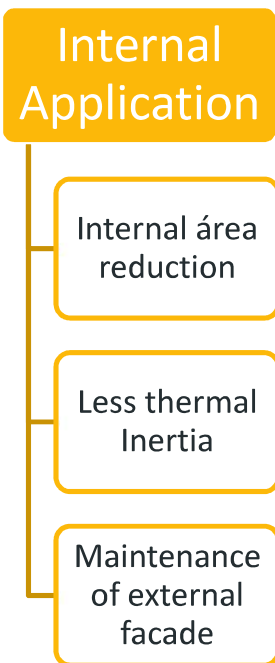 Internal
Application
Internal área
reduction
Less thermal
Inertia
Maintenance
of external
facade